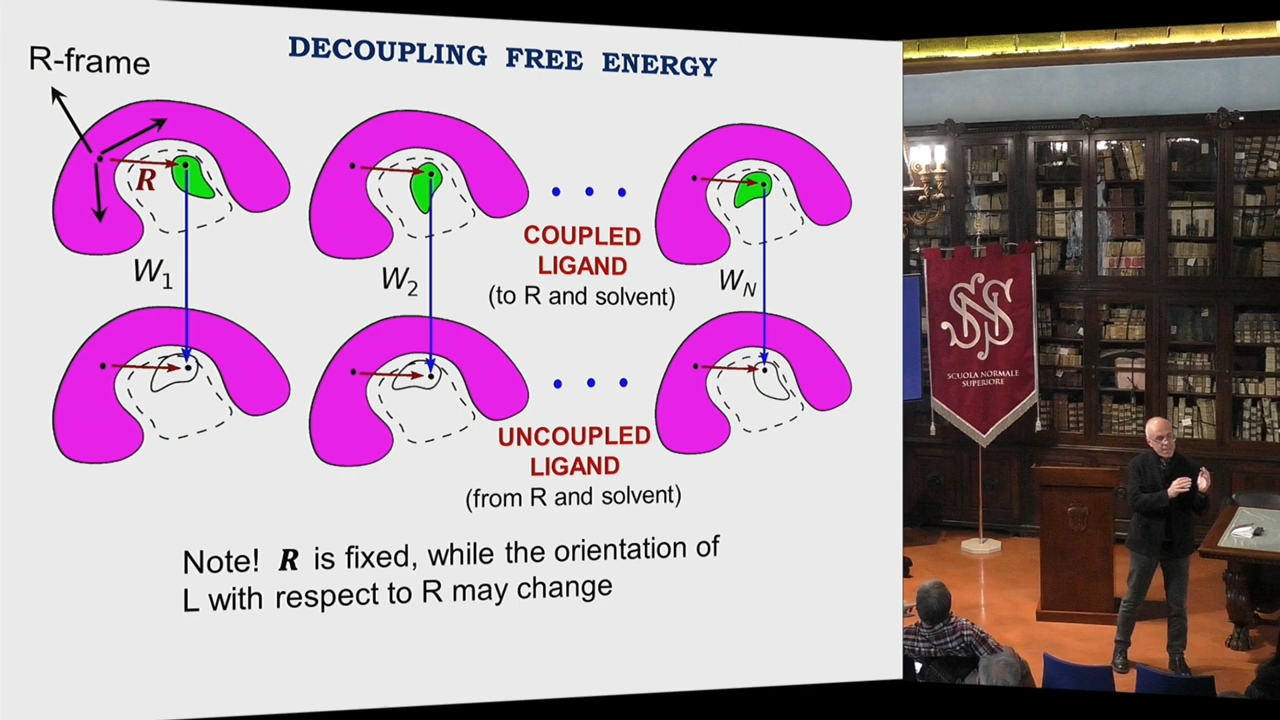 DECOUPLING FREE ENERGY
R-frame
R
W1
W2
WN
COUPLED
LIGAND
(to R and solvent)
UNCOUPLED
LIGAND
(from R and solvent)
Note! R is fixed, while the orientation of
L with respect to R may change
SNS
SCUOLA NORMALE
SUPERIORE